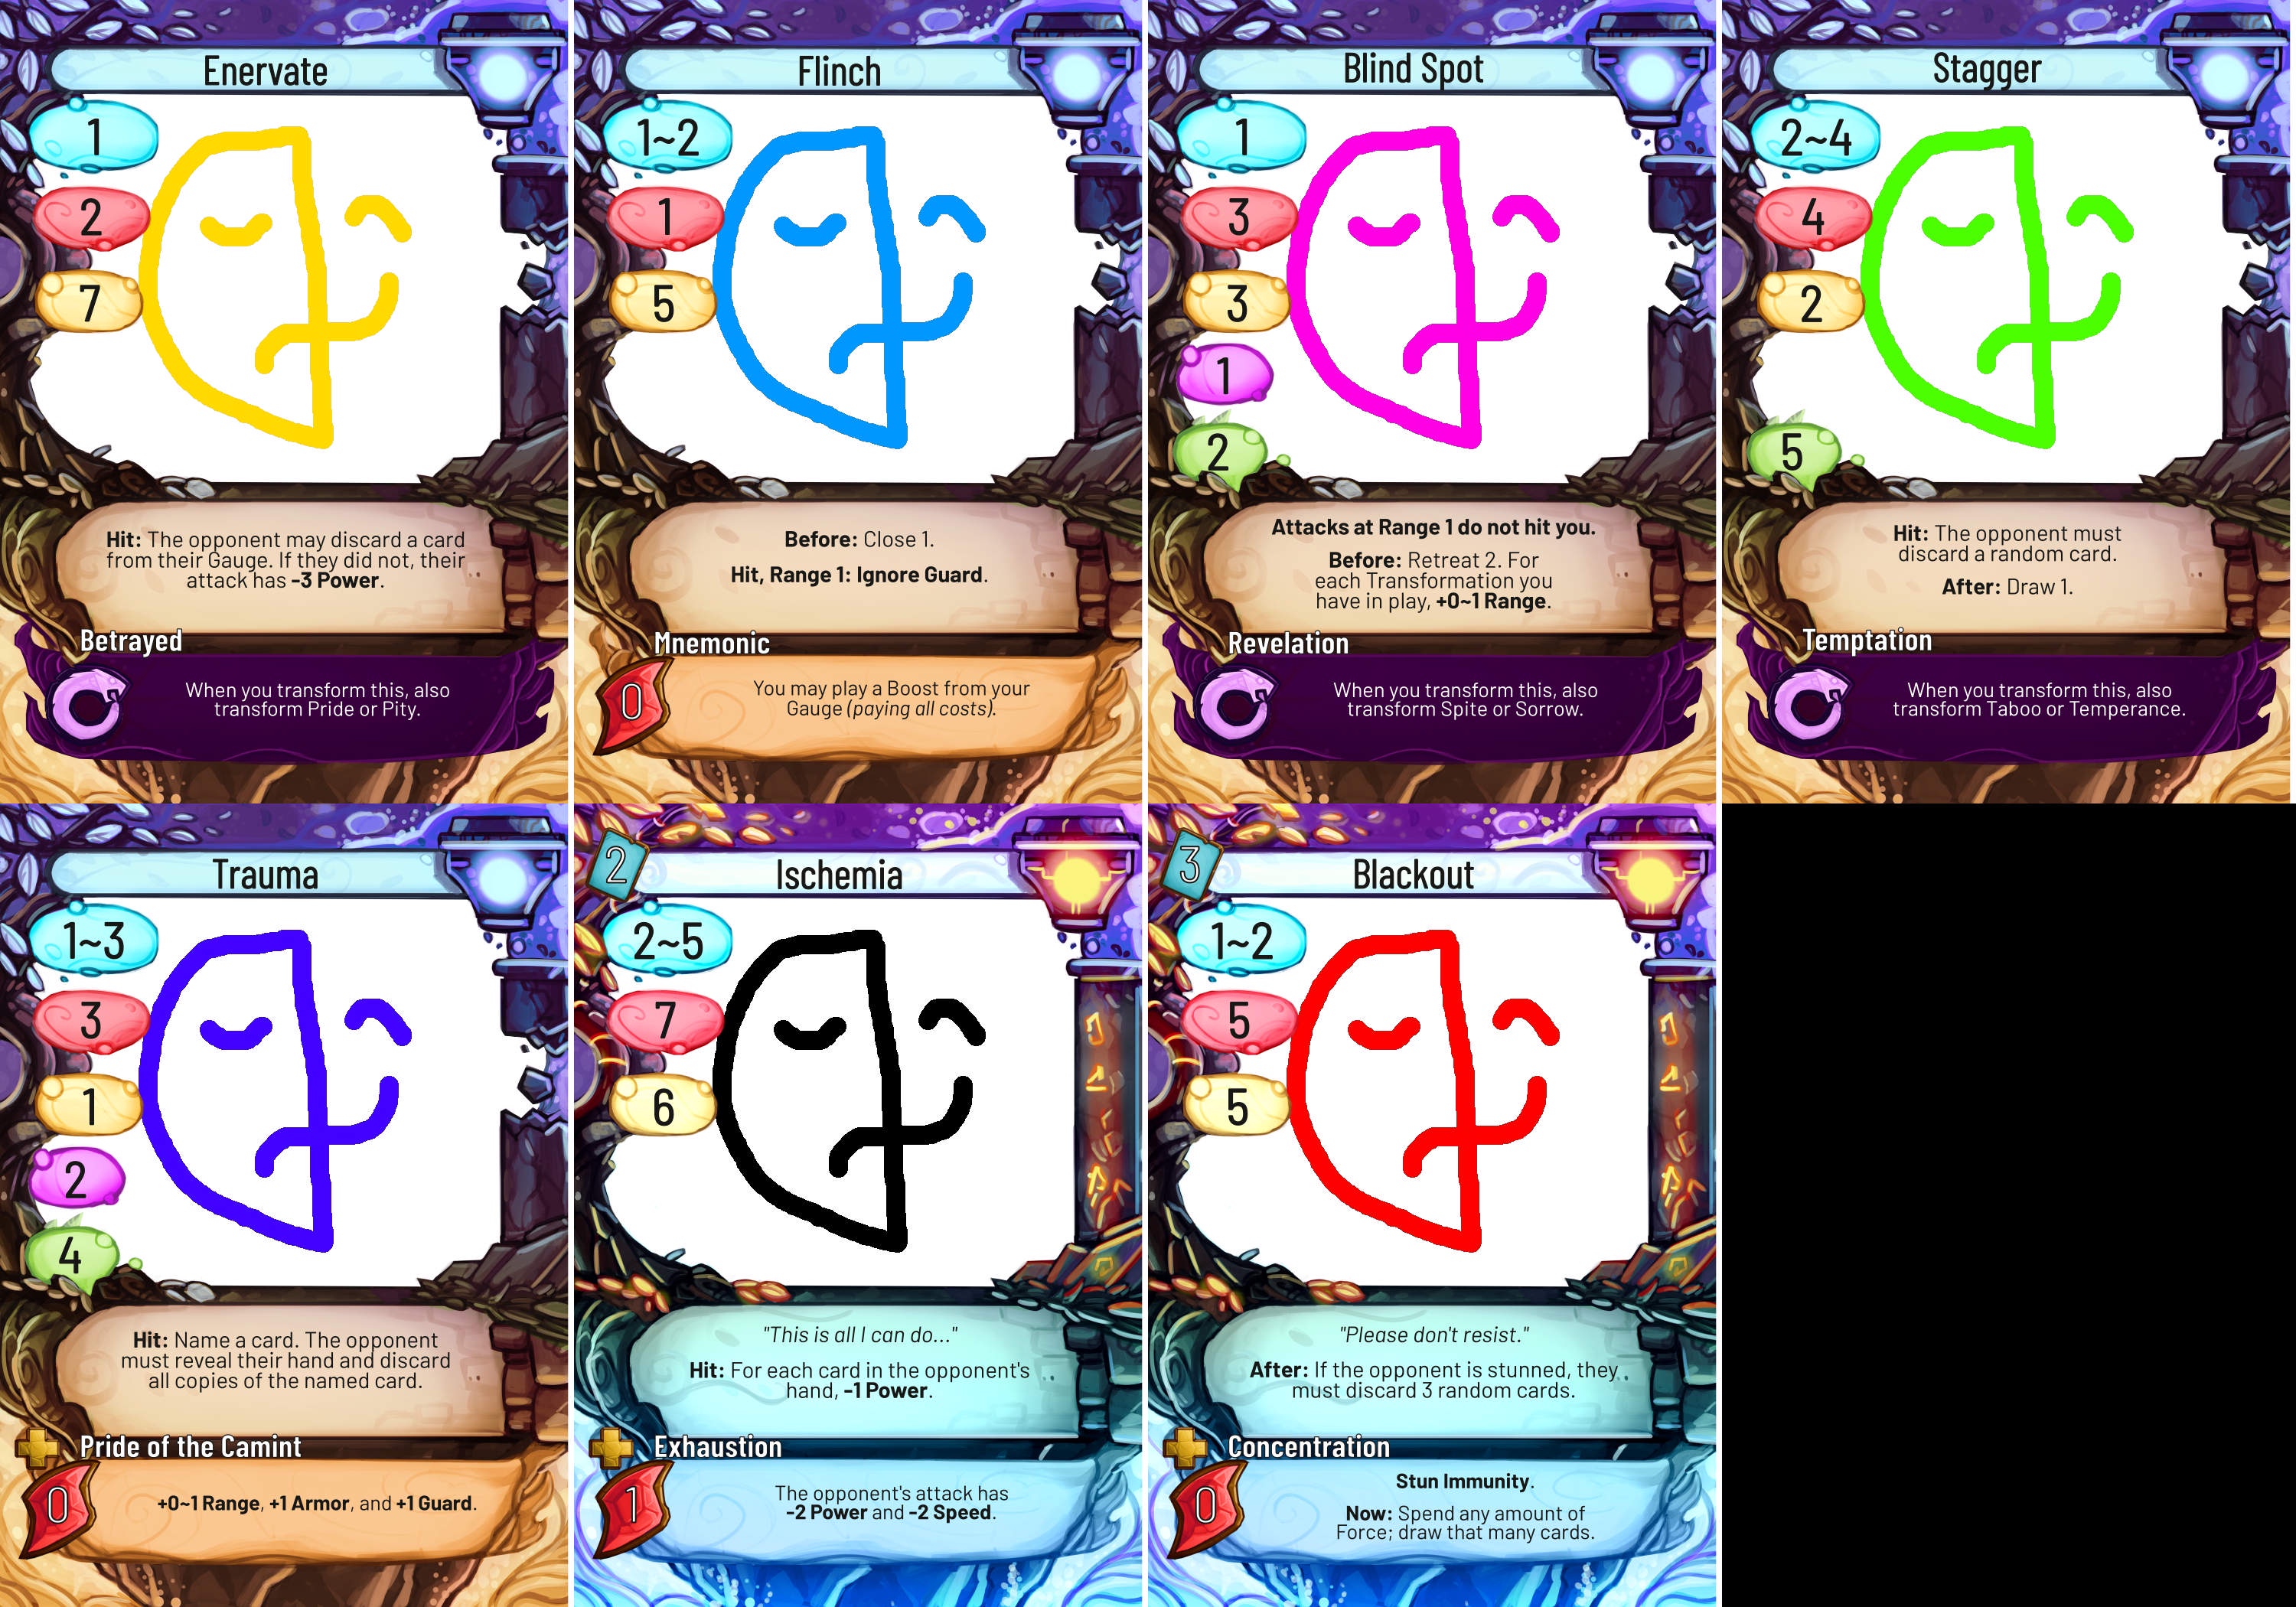 Enervate
1
2
7
Hit: The opponent may discard a card
from their Gauge. If they did not, their
attack has -3 Power.
Betrayed
When you transform this, also
transform Pride or Pity.
Flinch
1~2
1
5
Before: Close 1.
Hit, Range 1: Ignore Guard.
Mnemonic
0
You may play a Boost from your
Gauge (paying all costs).
Blind Spot
1
3
3
1
2
Attacks at Range 1 do not hit you.
Before: Retreat 2. For
each Transformation you
have in play, +0~1 Range.
Revelation
When you transform this, also
transform Spite or Sorrow.
Stagger
2~4
4
2
5
Hit: The opponent must
discard a random card.
After: Draw 1.
Temptation
When you transform this, also
transform Taboo or Temperance.
Trauma
1~3
3
1
2
4
Hit: Name a card. The opponent
must reveal their hand and discard
all copies of the named card.
Pride of the Camint
0
+0~1 Range, +1 Armor, and +1 Guard.
2
Ischemia
2~5
7
6
"This is all I can do..."
Hit: For each card in the opponent's
hand, -1 Power.
Exhaustion
1
The opponent's attack has
-2 Power and -2 Speed.
3
Blackout
1~2
5
5
"Please don't resist."
After: If the opponent is stunned, they
must discard 3 random cards.
Concentration
0
Stun Immunity.
Now: Spend any amount of
Force; draw that many cards.